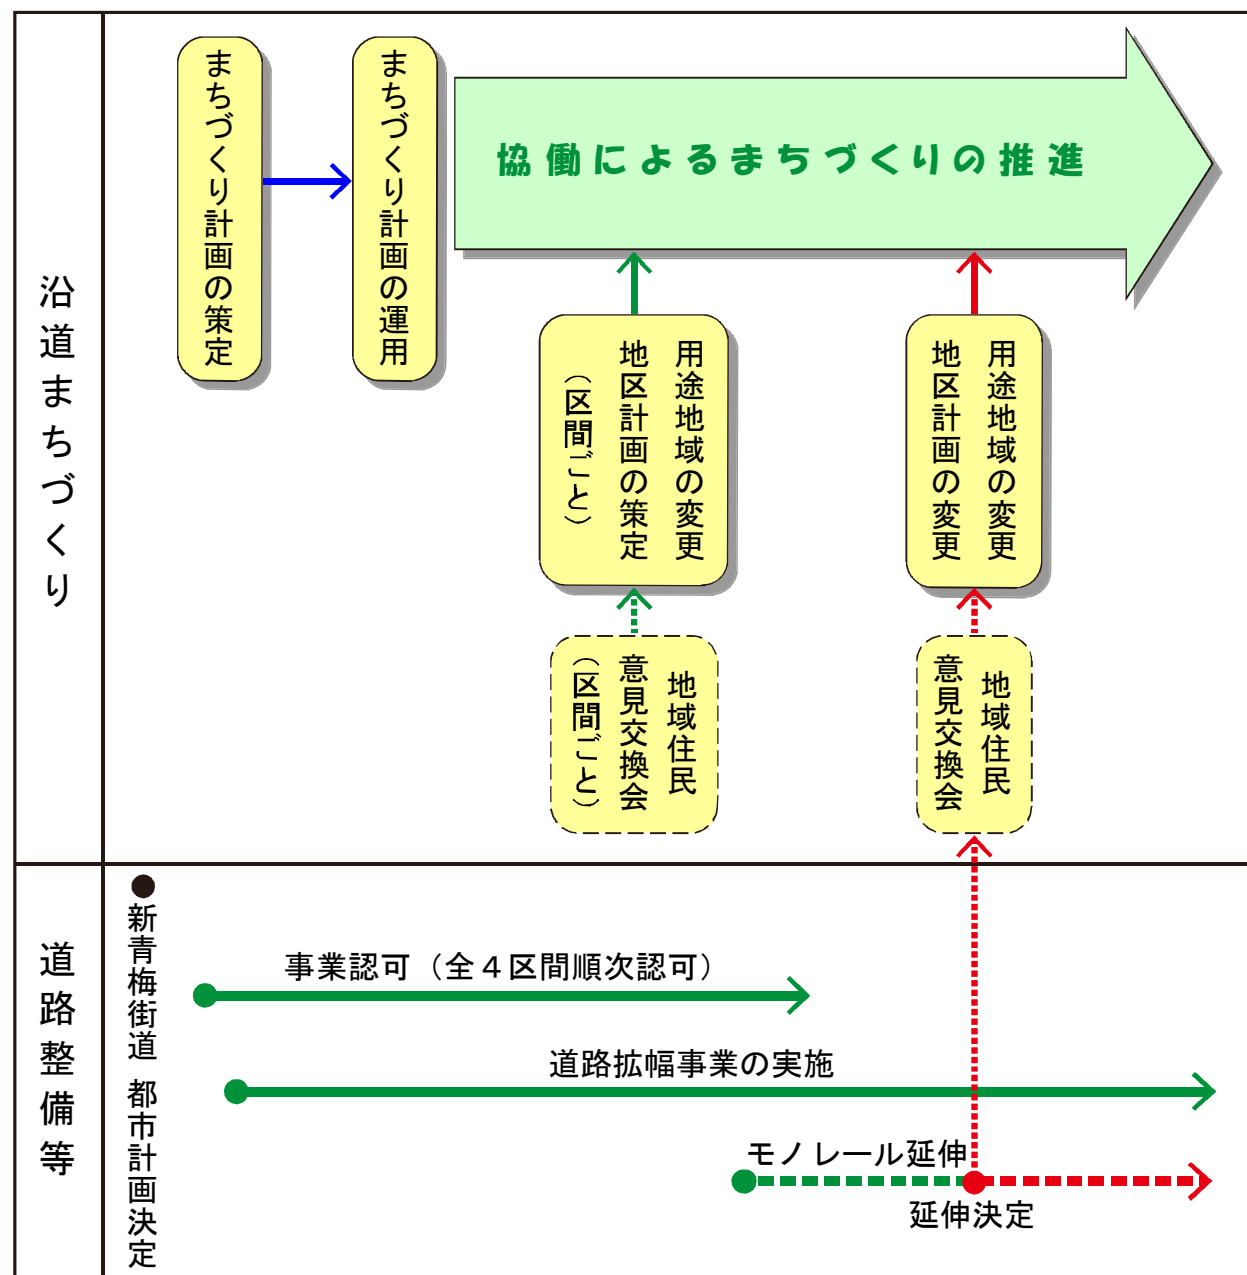 沿道まちづくり
まちづくり計画の策定
まちづくり計画の運用
協働によるまちづくりの推進
用途地域の変更
地区計画の策定
（区間ごと）
用途地域の変更
地区計画の変更
地域住民
意見交換会
（区間ごと）
地域住民
意見交換会
道路整備等
●新青梅街道 都市計画決定
事業認可（全４区間順次認可）
道路拡幅事業の実施
モノレール延伸
延伸決定